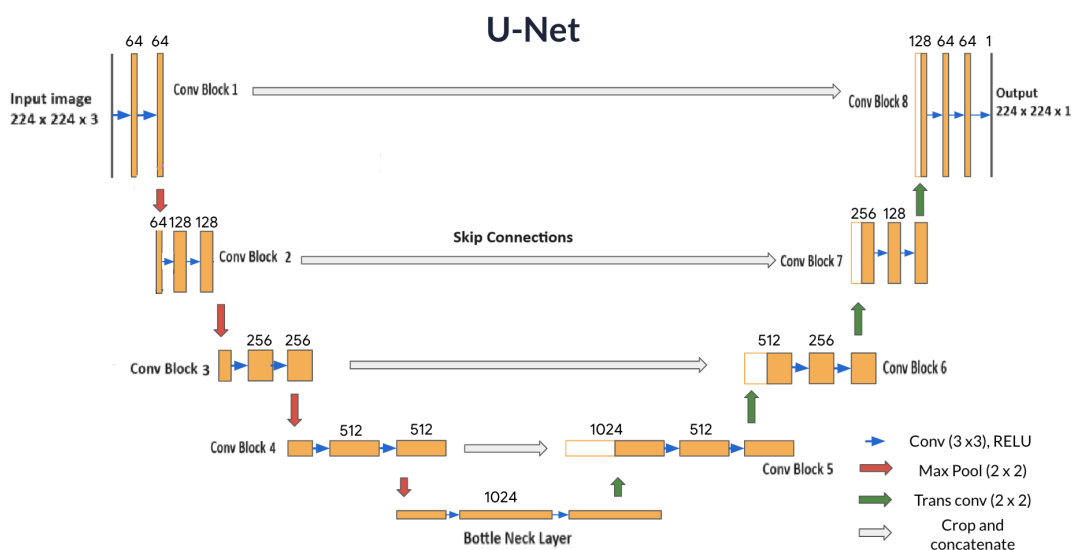 U-Net
64 64
128 64 64 1
Conv Block 1
Input image
224 x 224 x 3
Conv Block 8
Output
224 x 224 x 1
64 128 128
256 128
Skip Connections
Conv Block 2
Conv Block 7
256 256
512 256
Conv Block 3
Conv Block 6
512 512
1024 512
Conv Block 4
Conv Block 5
1024
Bottle Neck Layer
Conv (3 x3), RELU
Max Pool (2 x 2)
Trans conv (2 x 2)
Crop and
concatenate